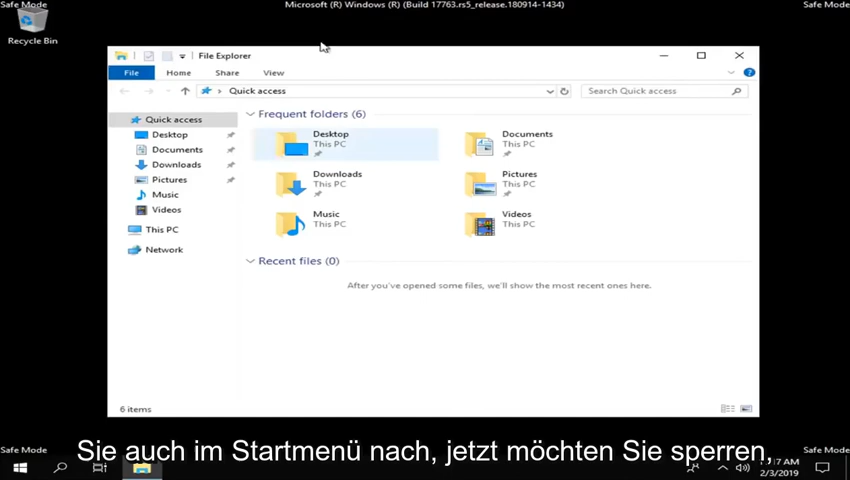 Safe Mode
Microsoft (R) Windows (R) (Build 17763.rs5_release.180914-1434)
Safe Mode
Recycle Bin
File Explorer
File
Home
Share
View
Quick access
Search Quick access
Quick access
Desktop
Documents
Downloads
Pictures
Music
Videos
This PC
Network
Frequent folders (6)
Desktop
This PC
Documents
This PC
Downloads
This PC
Pictures
This PC
Music
This PC
Videos
This PC
Recent files (0)
After you've opened some files, we'll show the most recent ones here.
6 items
Safe Mode
Safe Mode
Sie auch im Startmenü nach, jetzt möchten Sie sperren,
2/3/2019